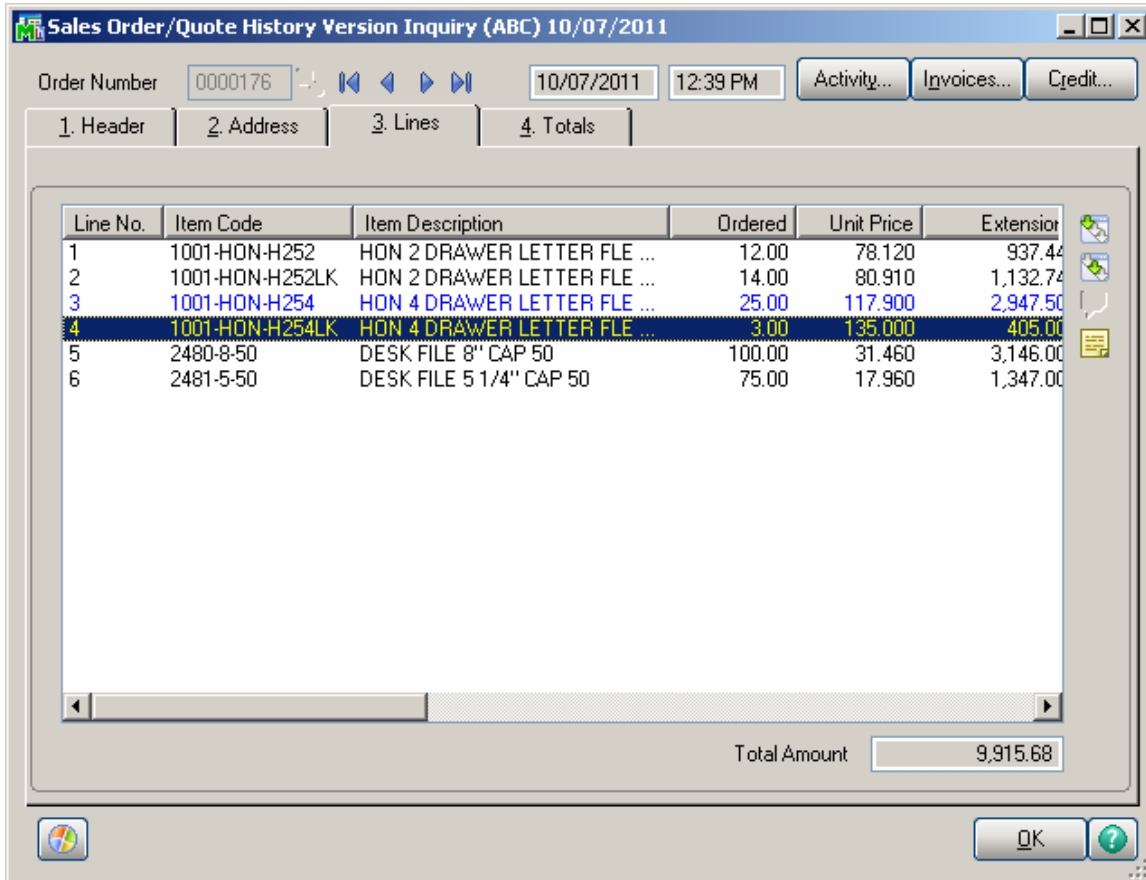 Sales Order/Quote History Version Inquiry (ABC) 10/07/2011
Order Number 0000176 10/07/2011 12:39 PM Activity... Invoices... Credit...
1. Header 2. Address 3. Lines 4. Totals
Line No. Item Code Item Description Ordered Unit Price Extension
1 1001-HON-H252 HON 2 DRAWER LETTER FLE ... 12.00 78.120 937.44
2 1001-HON-H252LK HON 2 DRAWER LETTER FLE ... 14.00 80.910 1,132.74
3 1001-HON-H254 HON 4 DRAWER LETTER FLE ... 25.00 117.900 2,947.50
4 1001-HON-H254LK HON 4 DRAWER LETTER FLE ... 3.00 135.000 405.00
5 2480-8-50 DESK FILE 8" CAP 50 100.00 31.460 3,146.00
6 2481-5-50 DESK FILE 5 1/4" CAP 50 75.00 17.960 1,347.00
Total Amount 9,915.68
OK